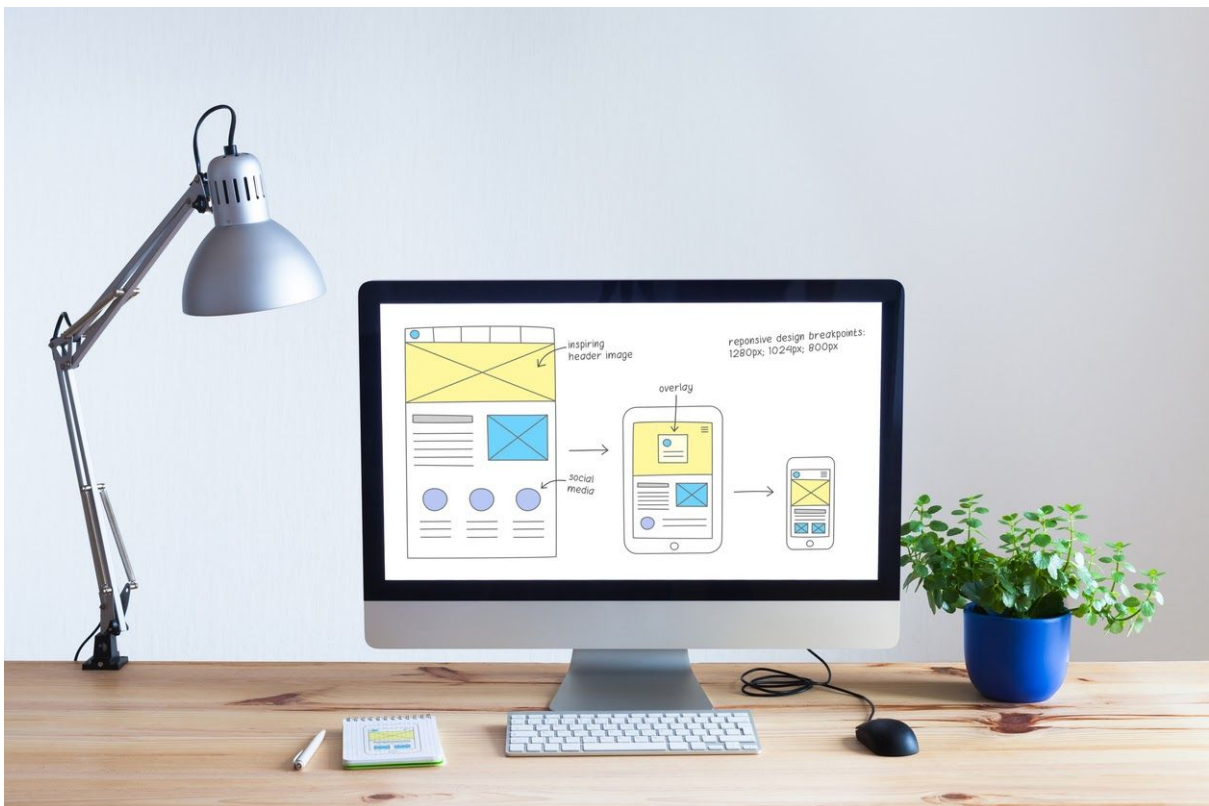 inspiring
header image
reponsive design breakpoints:
1280px; 1024px; 800px
overlay
social
media